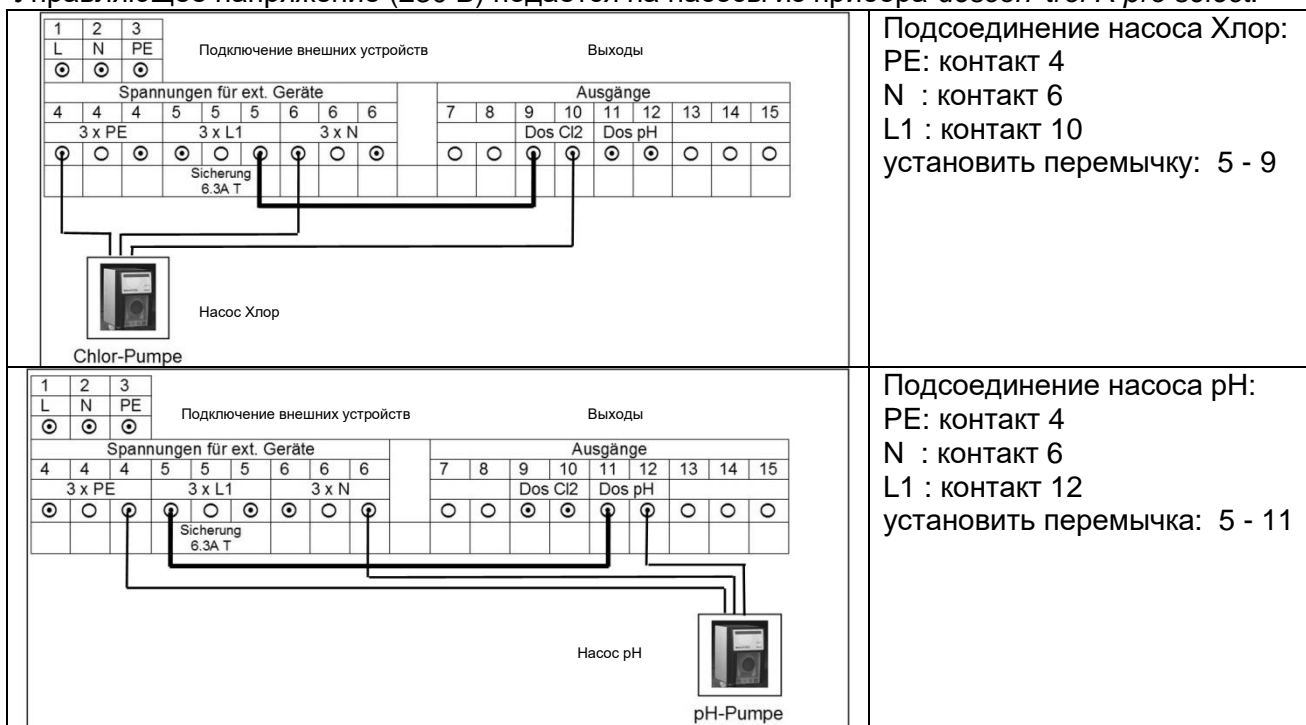 1 2 3
L N PE
Подключение внешних устройств Выходы
Spannungen für ext. Geräte Ausgänge
4 4 4 5 5 5 6 6 6 7 8 9 10 11 12 13 14 15
3 x PE 3 x L1 3 x N Dos Cl2 Dos pH
Sicherung
6.3A T
Насос Хлор
Chlor-Pumpe
Подсоединение насоса Хлор:
PE: контакт 4
N : контакт 6
L1 : контакт 10
установить перемычку: 5 - 9
1 2 3
L N PE
Подключение внешних устройств Выходы
Spannungen für ext. Geräte Ausgänge
4 4 4 5 5 5 6 6 6 7 8 9 10 11 12 13 14 15
3 x PE 3 x L1 3 x N Dos Cl2 Dos pH
Sicherung
6.3A T
Насос pH
pH-Pumpe
Подсоединение насоса pH:
PE: контакт 4
N : контакт 6
L1 : контакт 12
установить перемычка: 5 - 11